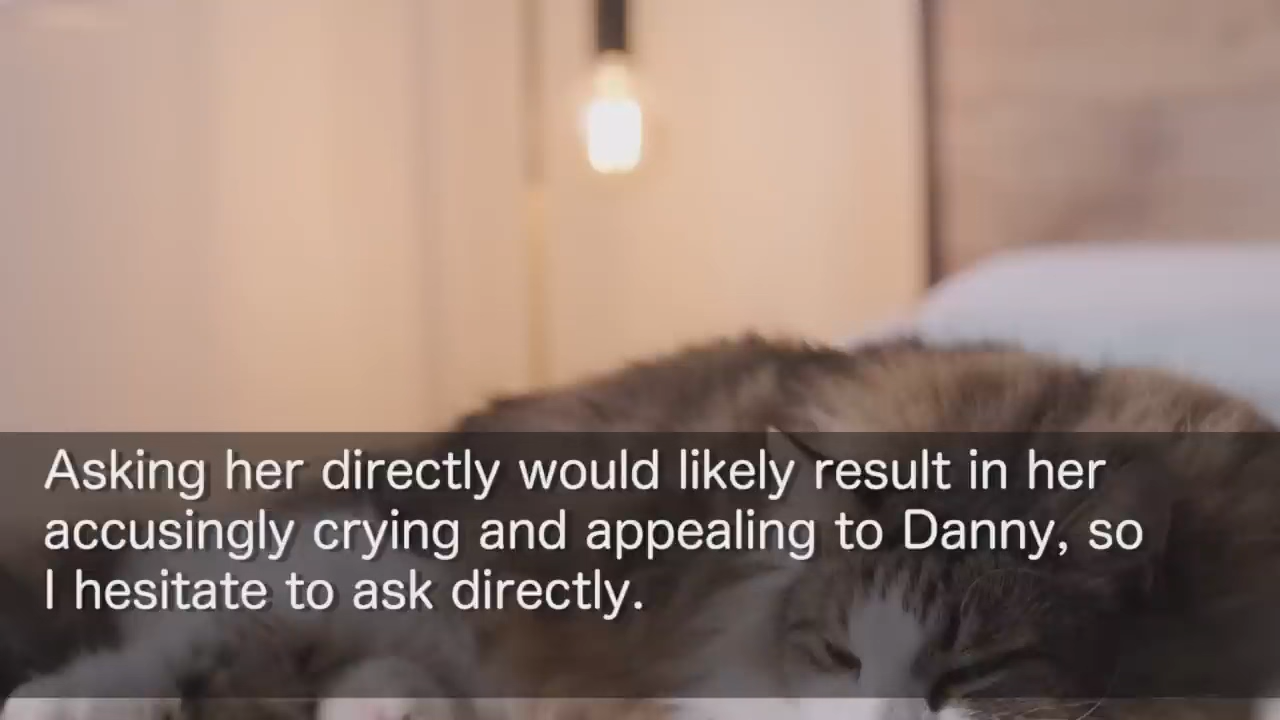 Asking her directly would likely result in her
accusingly crying and appealing to Danny, so
I hesitate to ask directly.